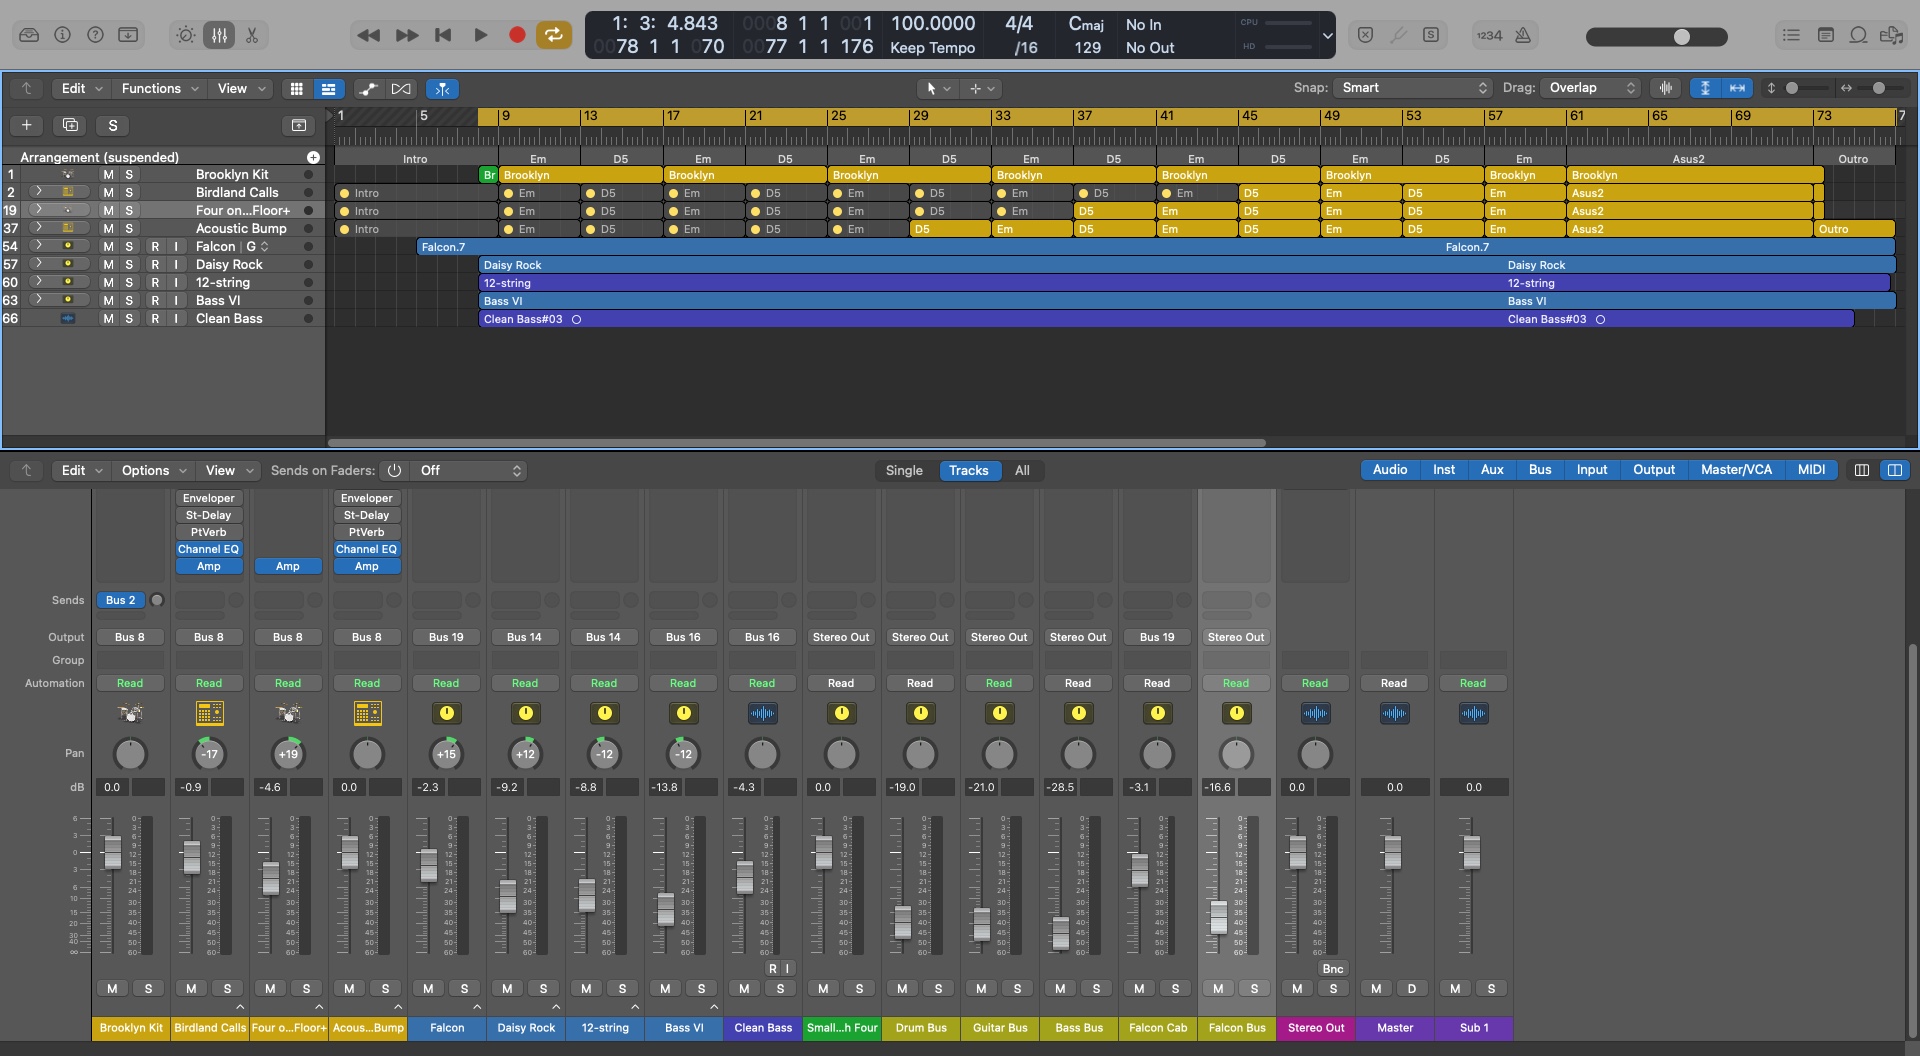 1: 3: 4.843 0008 1 1 001 100.0000 4/4 Cmaj No In CPU
0078 1 1 070 0077 1 1 176 Keep Tempo /16 129 No Out HD
1234
Edit Functions View Snap: Smart Drag: Overlap
S
1 5 9 13 17 21 25 29 33 37 41 45 49 53 57 61 65 69 73 7
Arrangement (suspended) Intro Em D5 Em D5 Em D5 Em D5 Em D5 Em D5 Em Asus2 Outro
1 M S Brooklyn Kit Br Brooklyn Brooklyn Brooklyn Brooklyn Brooklyn Brooklyn Brooklyn Brooklyn
2 M S Birdland Calls Intro Em D5 Em D5 Em D5 Em D5 Em D5 Em D5 Em Asus2
19 M S Four on...Floor+ Intro Em D5 Em D5 Em D5 Em D5 Em D5 Em D5 Em Asus2
37 M S Acoustic Bump Intro Em D5 Em D5 Em D5 Em D5 Em D5 Em D5 Em Asus2 Outro
54 M S R I Falcon | G Falcon.7 Falcon.7
57 M S R I Daisy Rock Daisy Rock Daisy Rock
60 M S R I 12-string 12-string 12-string
63 M S R I Bass VI Bass VI Bass VI
66 M S R I Clean Bass Clean Bass#03 Clean Bass#03
Edit Options View Sends on Faders: Off Single Tracks All Audio Inst Aux Bus Input Output Master/VCA MIDI
Enveloper Enveloper
St-Delay St-Delay
PtVerb PtVerb
Channel EQ Channel EQ
Amp Amp Amp
Sends Bus 2
Output Bus 8 Bus 8 Bus 8 Bus 8 Bus 19 Bus 14 Bus 14 Bus 16 Bus 16 Stereo Out Stereo Out Stereo Out Stereo Out Bus 19 Stereo Out
Group
Automation Read Read Read Read Read Read Read Read Read Read Read Read Read Read Read Read Read Read
Pan -17 +19 +15 +12 -12 -12
dB 0.0 -0.9 -4.6 0.0 -2.3 -9.2 -8.8 -13.8 -4.3 0.0 -19.0 -21.0 -28.5 -3.1 -16.6 0.0 0.0 0.0
R I Bnc
M S M S M S M S M S M S M S M S M S M S M S M S M S M S M S M S M D M S
Brooklyn Kit Birdland Calls Four o...Floor+ Acous...Bump Falcon Daisy Rock 12-string Bass VI Clean Bass Small...h Four Drum Bus Guitar Bus Bass Bus Falcon Cab Falcon Bus Stereo Out Master Sub 1